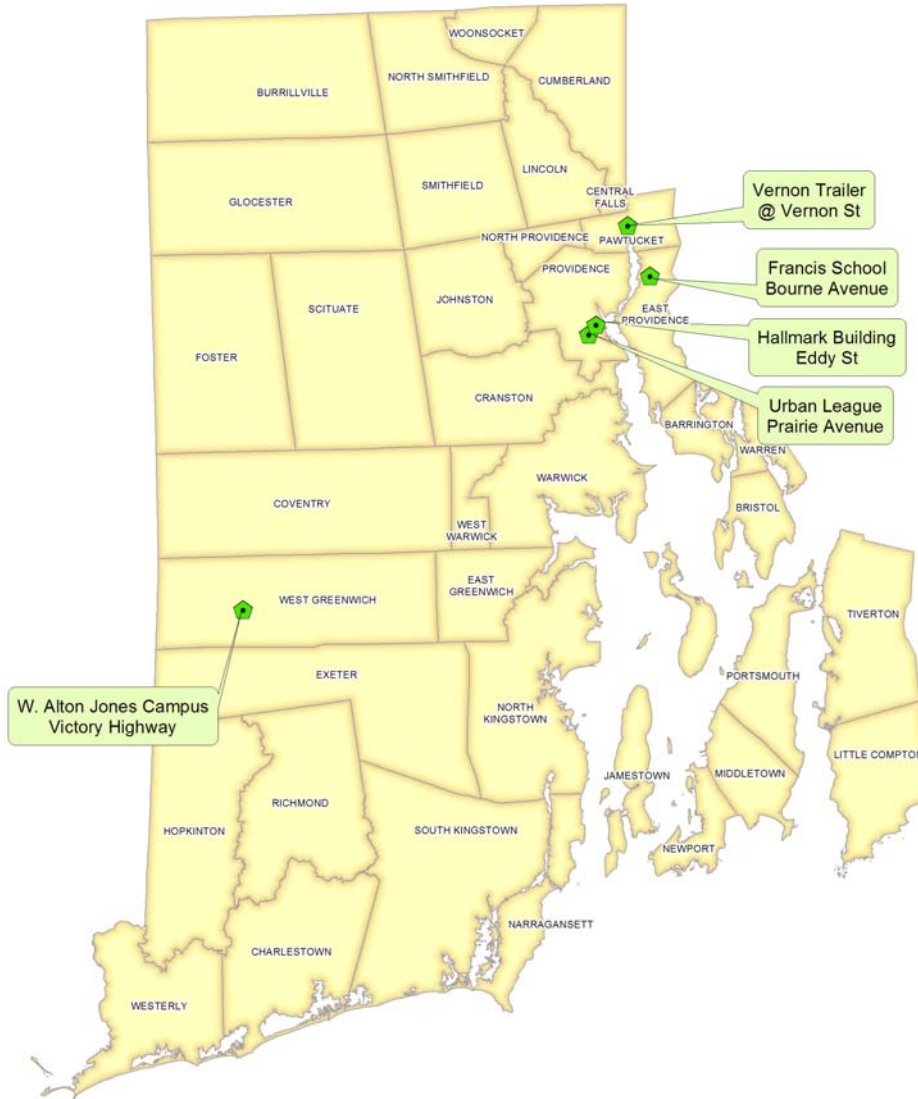 WOONSOCKET
NORTH SMITHFIELD
CUMBERLAND
BURRILLVILLE
LINCOLN
SMITHFIELD
GLOCESTER
CENTRAL
FALLS
Vernon Trailer
@ Vernon St
NORTH PROVIDENCE
PAWTUCKET
PROVIDENCE
Francis School
Bourne Avenue
JOHNSTON
SCITUATE
EAST
PROVIDENCE
Hallmark Building
Eddy St
FOSTER
CRANSTON
Urban League
Prairie Avenue
BARRINGTON
WARREN
WARWICK
COVENTRY
BRISTOL
WEST
WARWICK
EAST
GREENWICH
WEST GREENWICH
TIVERTON
EXETER
PORTSMOUTH
W. Alton Jones Campus
Victory Highway
NORTH
KINGSTOWN
LITTLE COMPTON
JAMESTOWN
MIDDLETOWN
RICHMOND
HOPKINTON
SOUTH KINGSTOWN
NEWPORT
NARRAGANSETT
CHARLESTOWN
WESTERLY